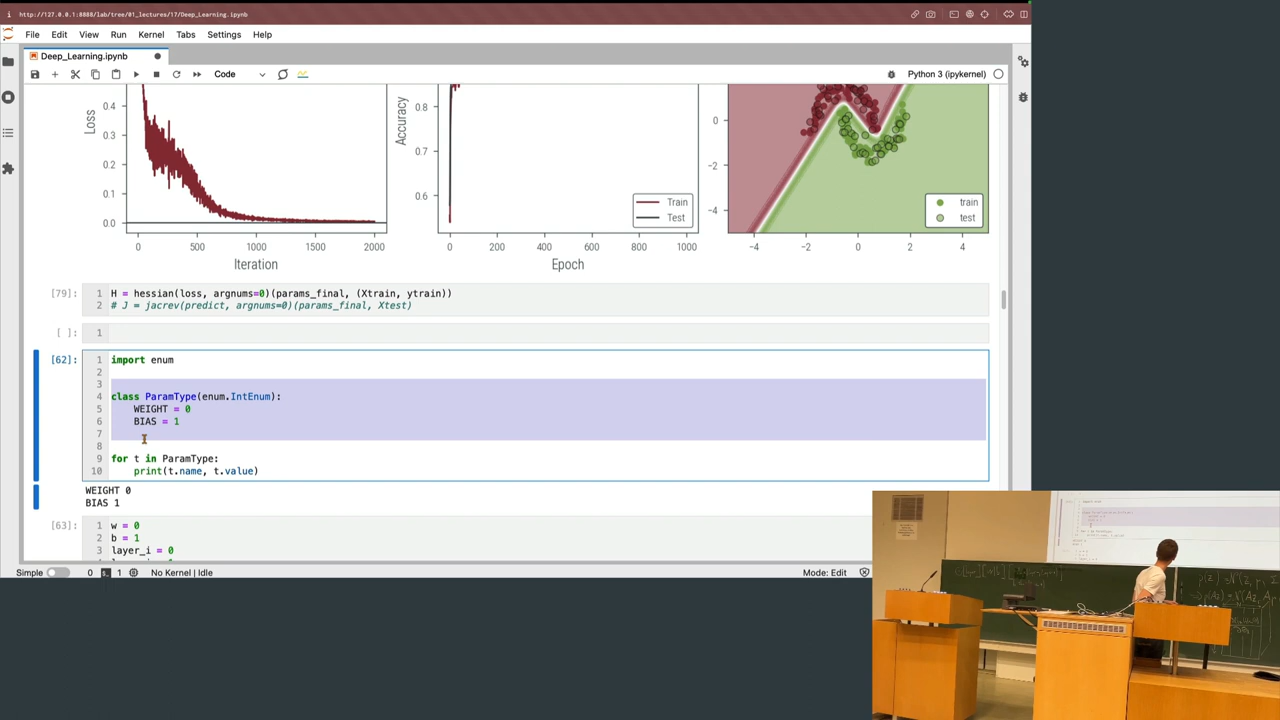 http://127.0.0.1:8888/lab/tree/01_lectures/17/Deep_Learning.ipynb
File Edit View Run Kernel Tabs Settings Help
Deep_Learning.ipynb
Code
Python 3 (ipykernel)
Loss
0.4
0.3
0.2
0.1
0.0
0 500 1000 1500 2000
Iteration
Accuracy
0.8
0.7
0.6
Train
Test
0 200 400 600 800 1000
Epoch
0
−2
−4
train
test
−4 −2 0 2 4
[79]:
1 H = hessian(loss, argnums=0)(params_final, (Xtrain, ytrain))
2 # J = jacrev(predict, argnums=0)(params_final, Xtest)
[ ]: 1
[62]:
1 import enum
2
3
4 class ParamType(enum.IntEnum):
5 WEIGHT = 0
6 BIAS = 1
7
8
9 for t in ParamType:
10 print(t.name, t.value)
WEIGHT 0
BIAS 1
[63]:
1 w = 0
2 b = 1
3 layer_i = 0
Simple 0 1 No Kernel | Idle Mode: Edit